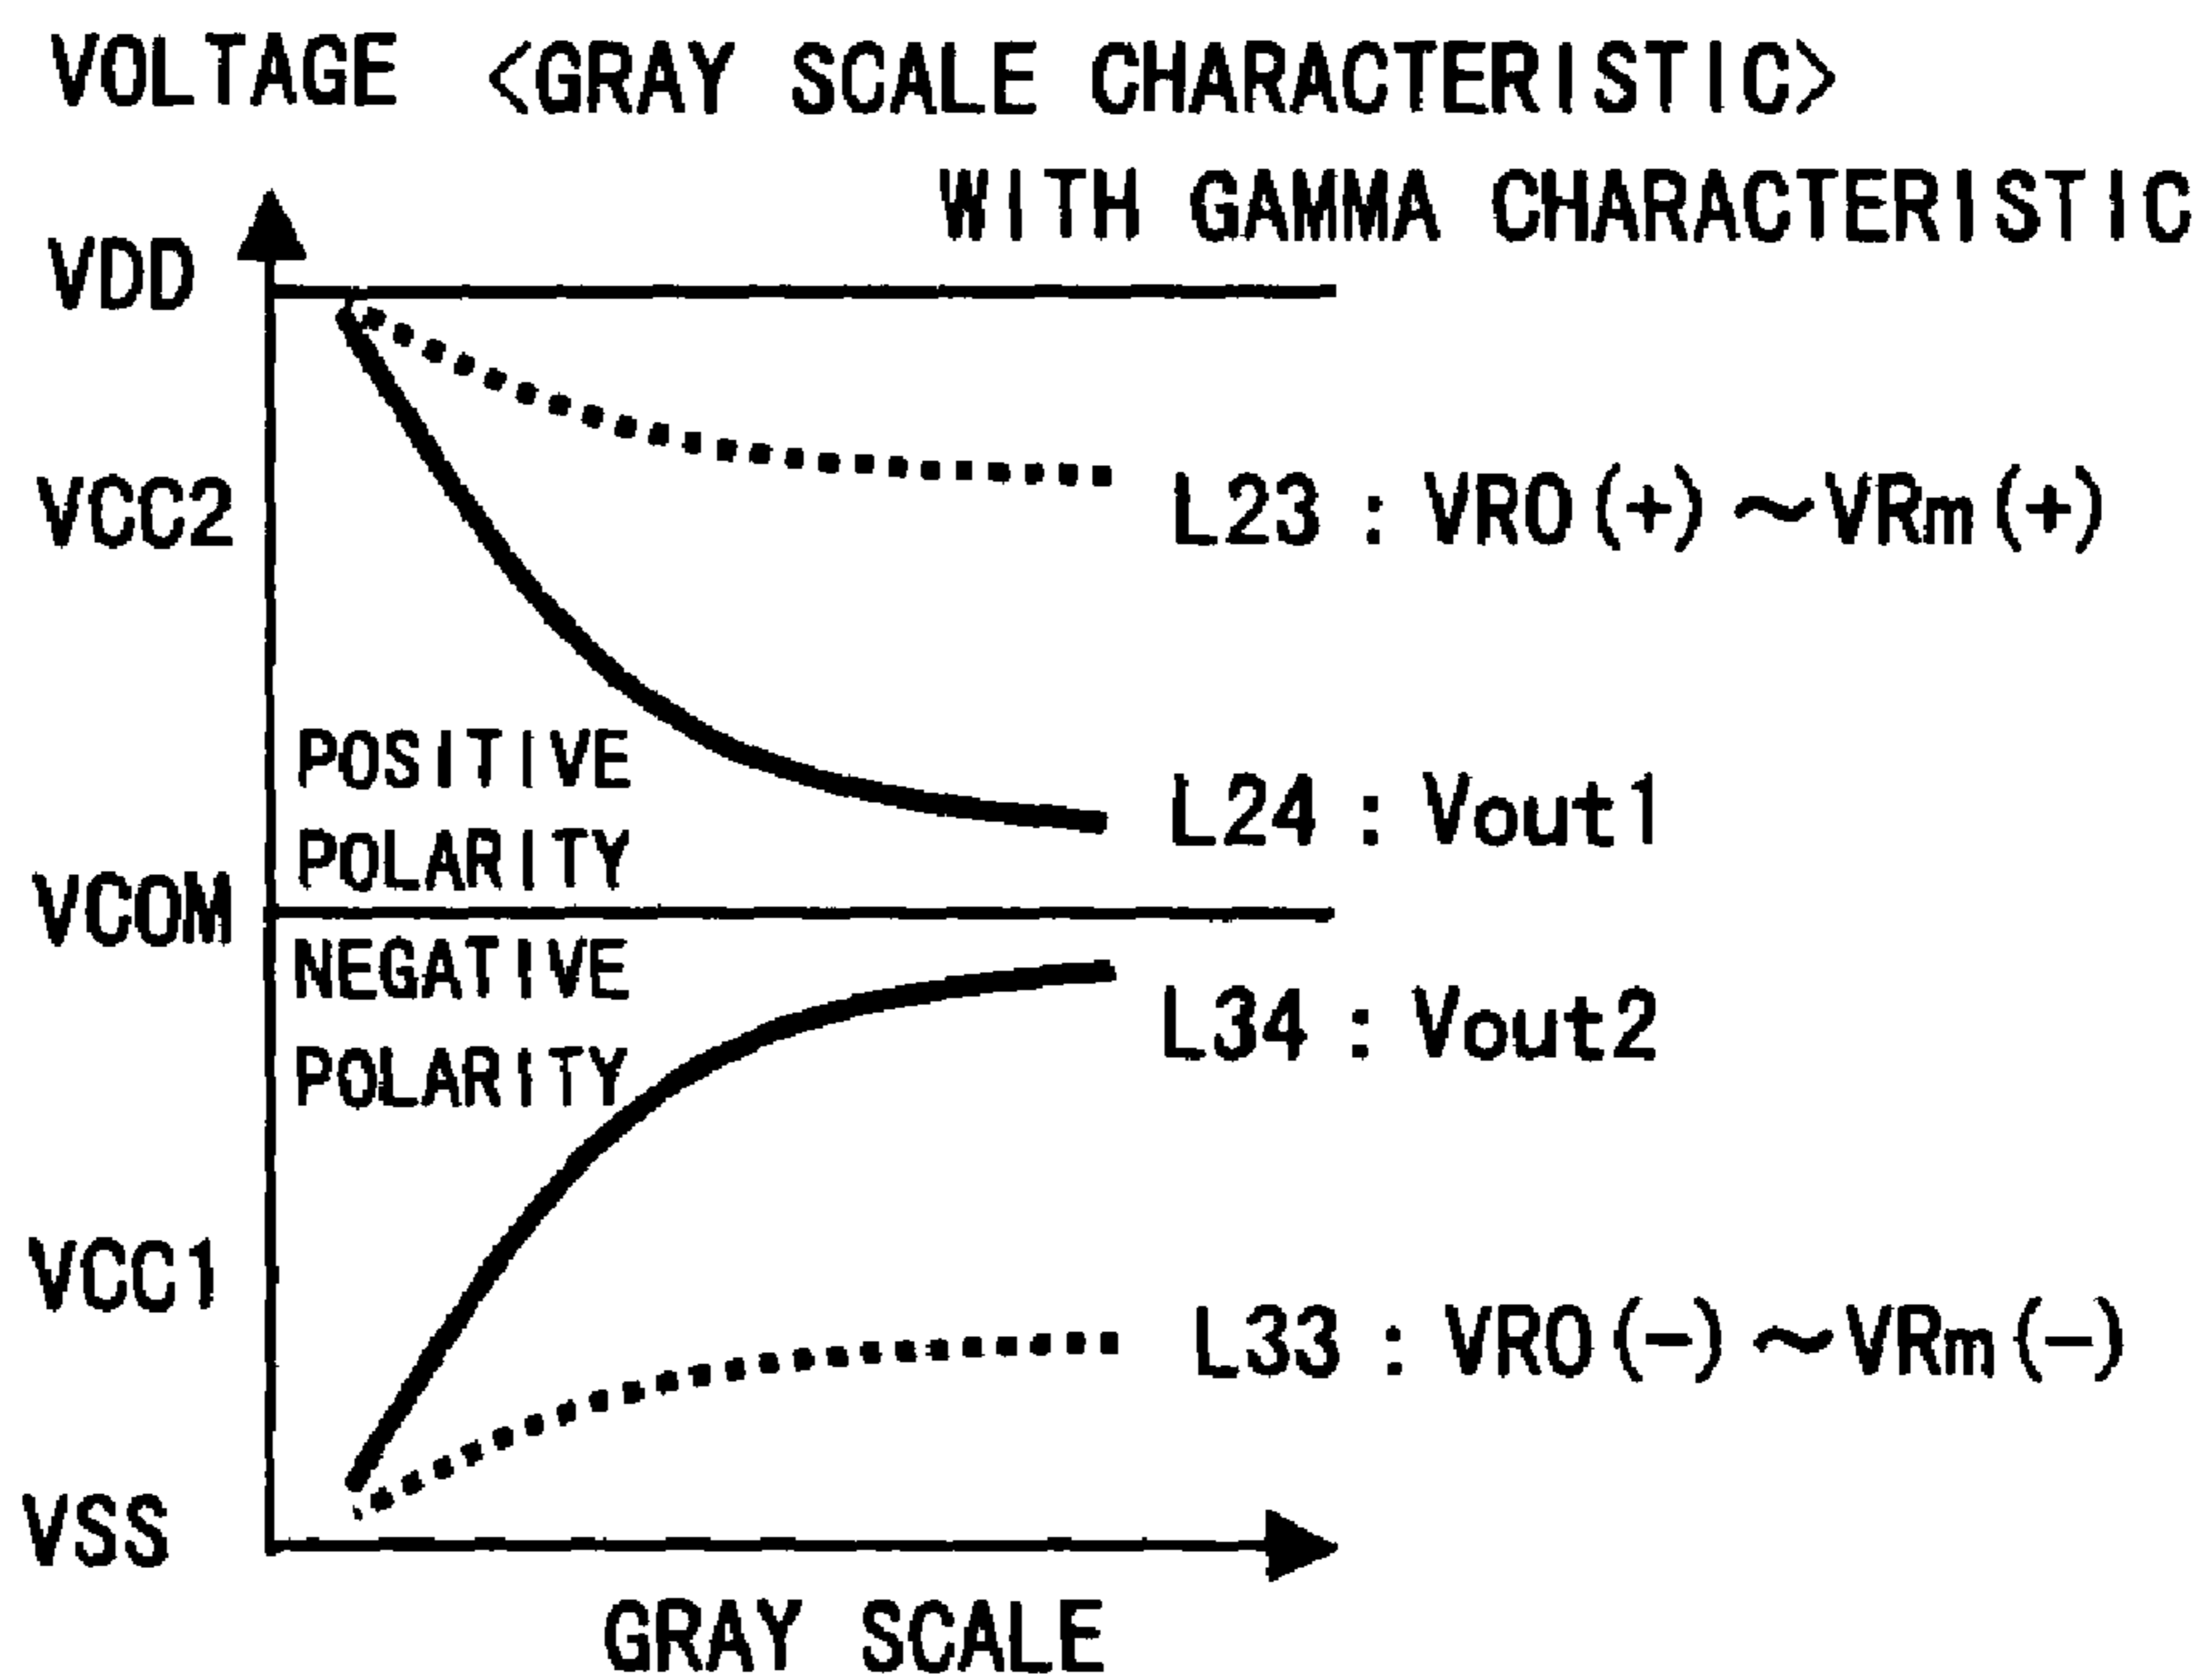 VOLTAGE <GRAY SCALE CHARACTERISTIC>
WITH GAMMA CHARACTERISTIC
VDD
VCC2
L23 : VR0(+)~VRm(+)
POSITIVE
POLARITY
L24 : Vout1
VCOM
NEGATIVE
POLARITY
L34 : Vout2
VCC1
L33 : VR0(−)~VRm(−)
VSS
GRAY SCALE